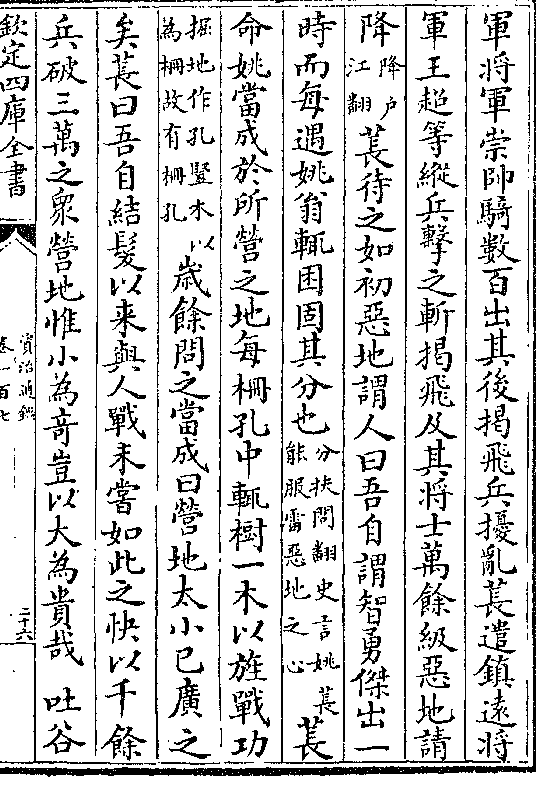 軍將軍崇帥騎數百出其後揭飛兵擾亂萇遣鎮遠將
軍王超等縱兵擊之斬揭飛及其將士萬餘級惡地請
降降户江翻萇待之如初惡地謂人曰吾自謂智勇傑出一
時而每遇姚翁輒困固其分也分扶問翻史言姚萇能服雷惡地之心萇
命姚當成於所營之地每柵孔中輒樹一木以旌戰功
掘地作孔豎木以為柵故有柵孔歳餘問之當成曰營地太小已廣之
矣萇曰吾自結髮以来與人戰未嘗如此之快以千餘
兵破三萬之衆營地惟小為竒豈以大為貴哉　吐谷
欽定四庫全書
資治通鑑
卷一百七
二十六